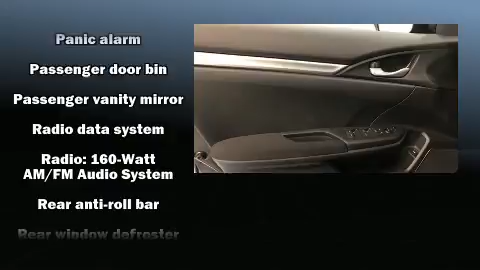 Panic alarm
Passenger door bin
Passenger vanity mirror
Radio data system
Radio: 160-Watt
AM/FM Audio System
Rear anti-roll bar
Rear window defroster